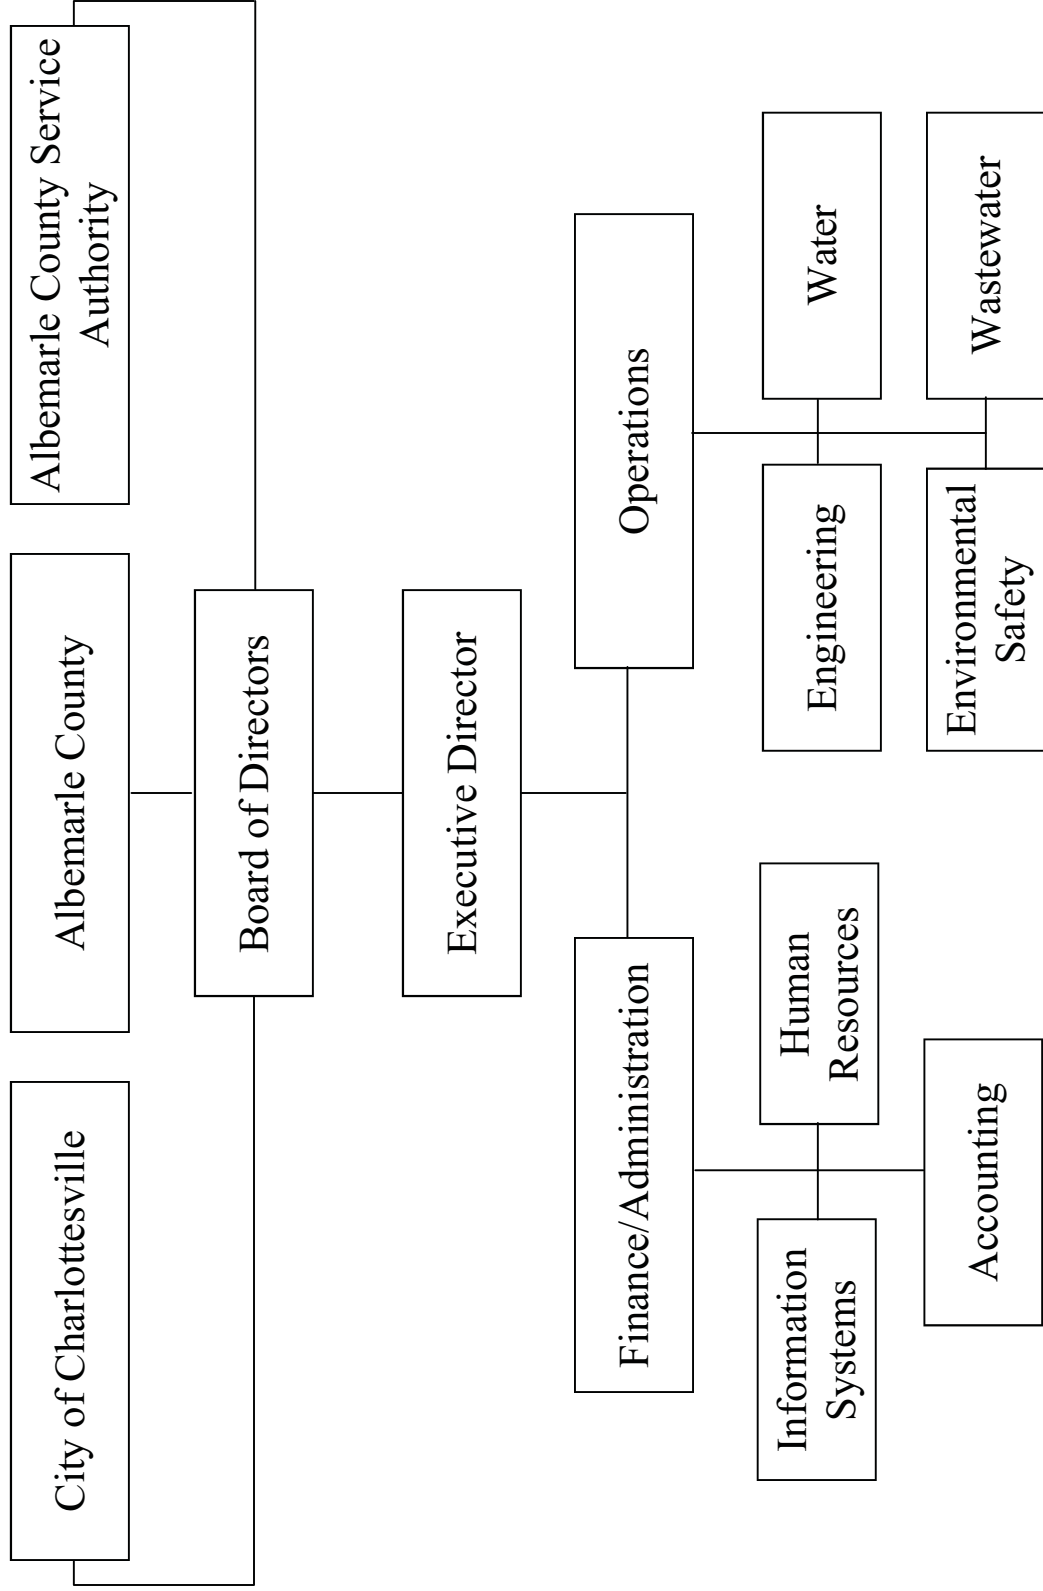 City of Charlottesville
Albemarle County
Albemarle County Service
Authority
Board of Directors
Executive Director
Finance/Administration
Operations
Information
Systems
Human
Resources
Engineering
Water
Accounting
Environmental
Safety
Wastewater